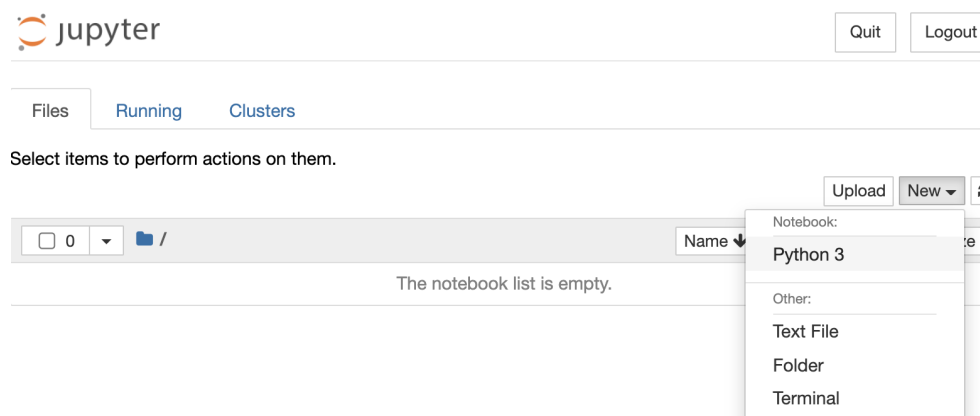 jupyter
Quit Logout
Files Running Clusters
Select items to perform actions on them.
Upload New
0 / Name
Notebook:
Python 3
The notebook list is empty.
Other:
Text File
Folder
Terminal